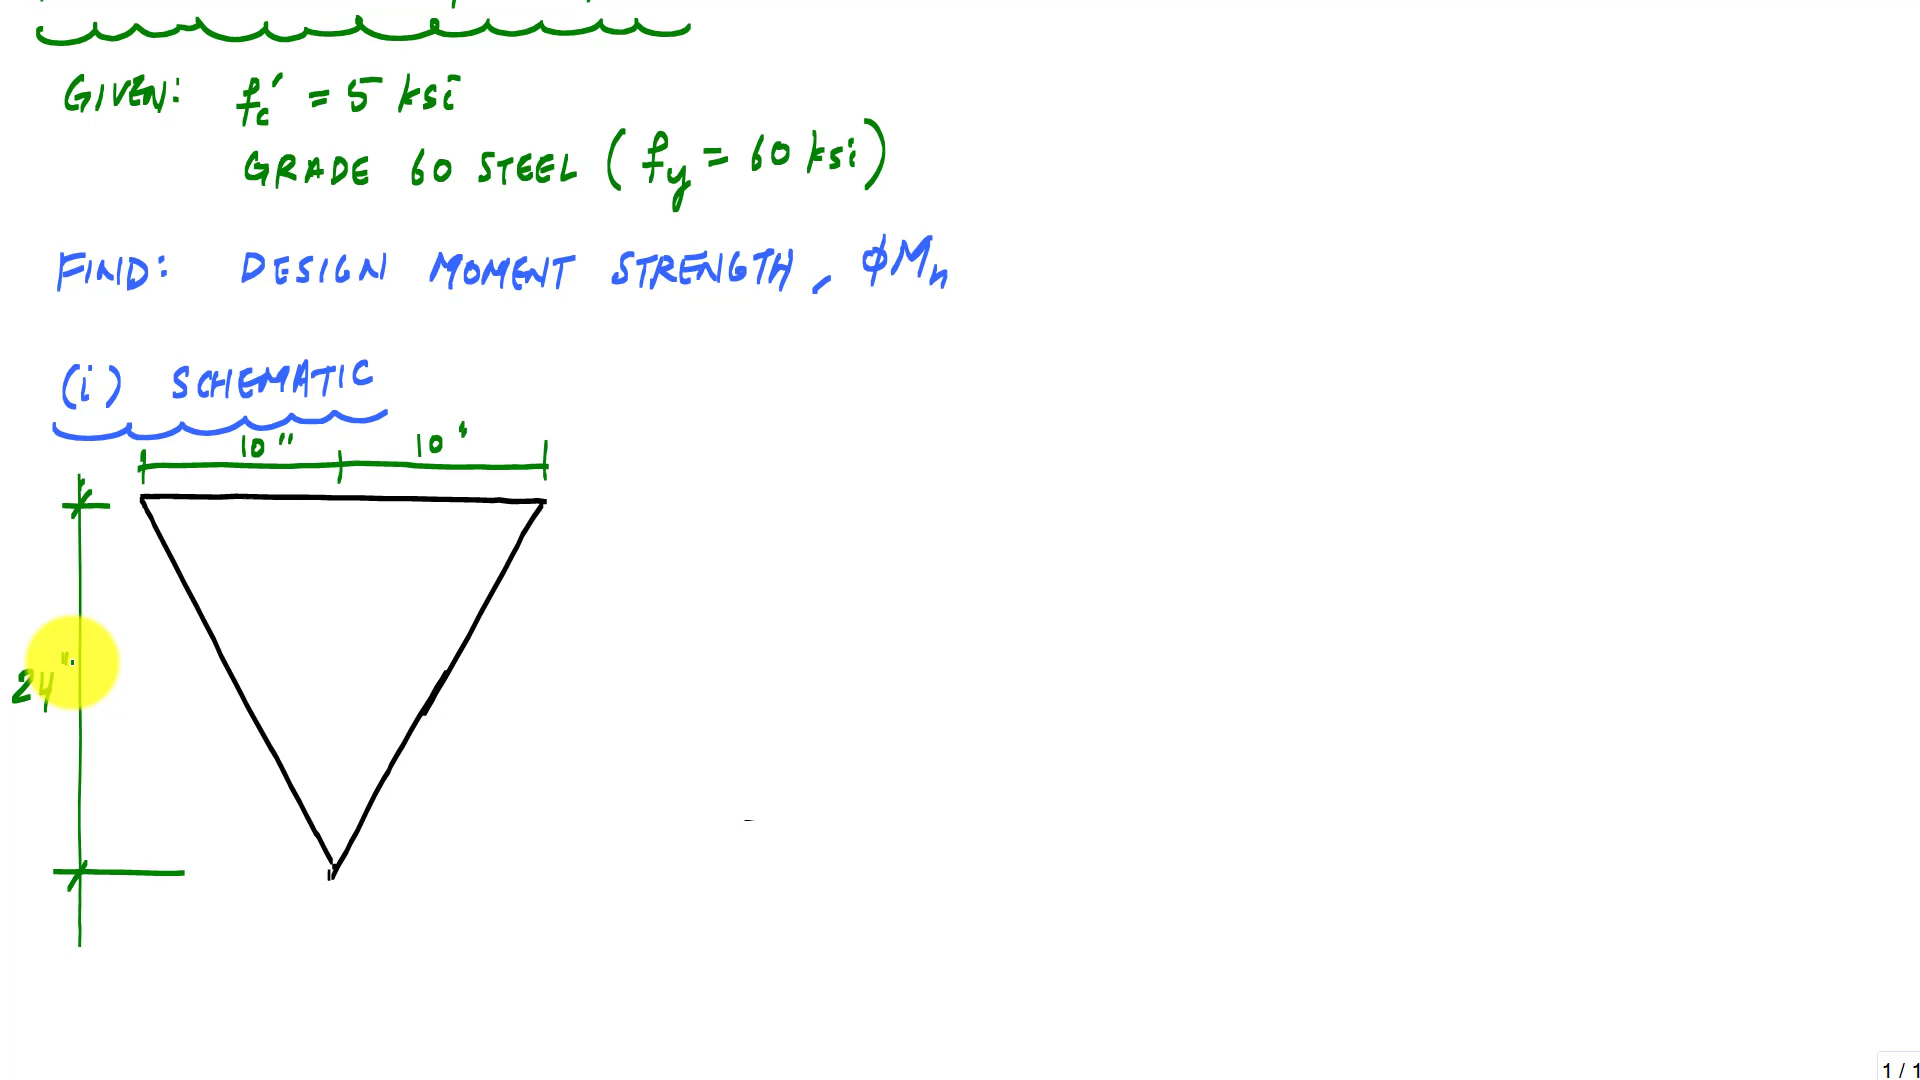 GIVEN: fc' = 5 ksi
GRADE 60 STEEL (fy = 60 ksi)
FIND: DESIGN MOMENT STRENGTH, ϕMn
(i) SCHEMATIC
10" 10'
24"
1 / 1